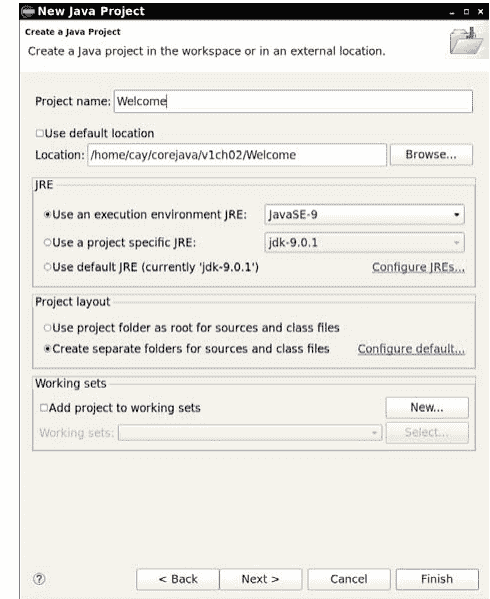 New Java Project
Create a Java Project
Create a Java project in the workspace or in an external location.
Project name: Welcome
Use default location
Location: /home/cay/corejava/v1ch02/Welcome Browse...
JRE
Use an execution environment JRE: JavaSE-9
Use a project specific JRE: jdk-9.0.1
Use default JRE (currently 'jdk-9.0.1') Configure JREs...
Project layout
Use project folder as root for sources and class files
Create separate folders for sources and class files Configure default...
Working sets
Add project to working sets New...
Working sets: Select...
? < Back Next > Cancel Finish